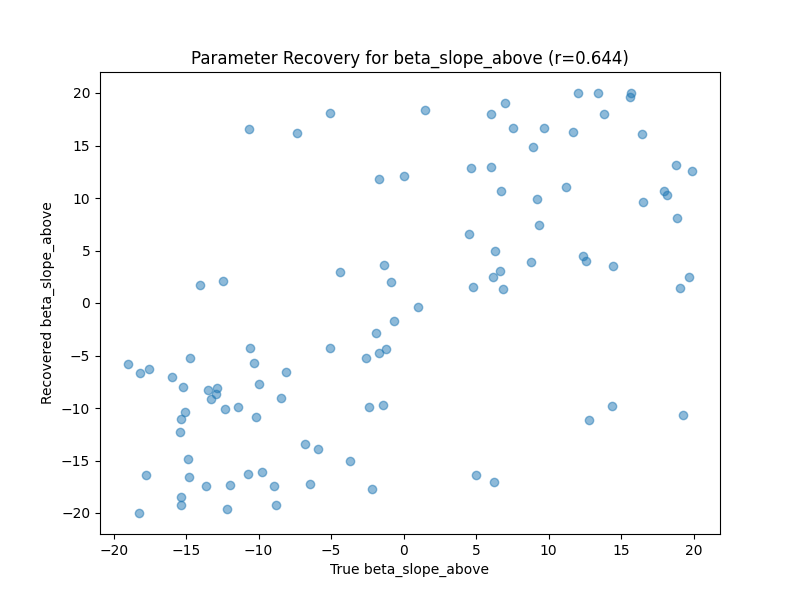 Parameter Recovery for beta_slope_above (r=0.644)
Recovered beta_slope_above
20
15
10
5
0
−5
−10
−15
−20
−20 −15 −10 −5 0 5 10 15 20
True beta_slope_above